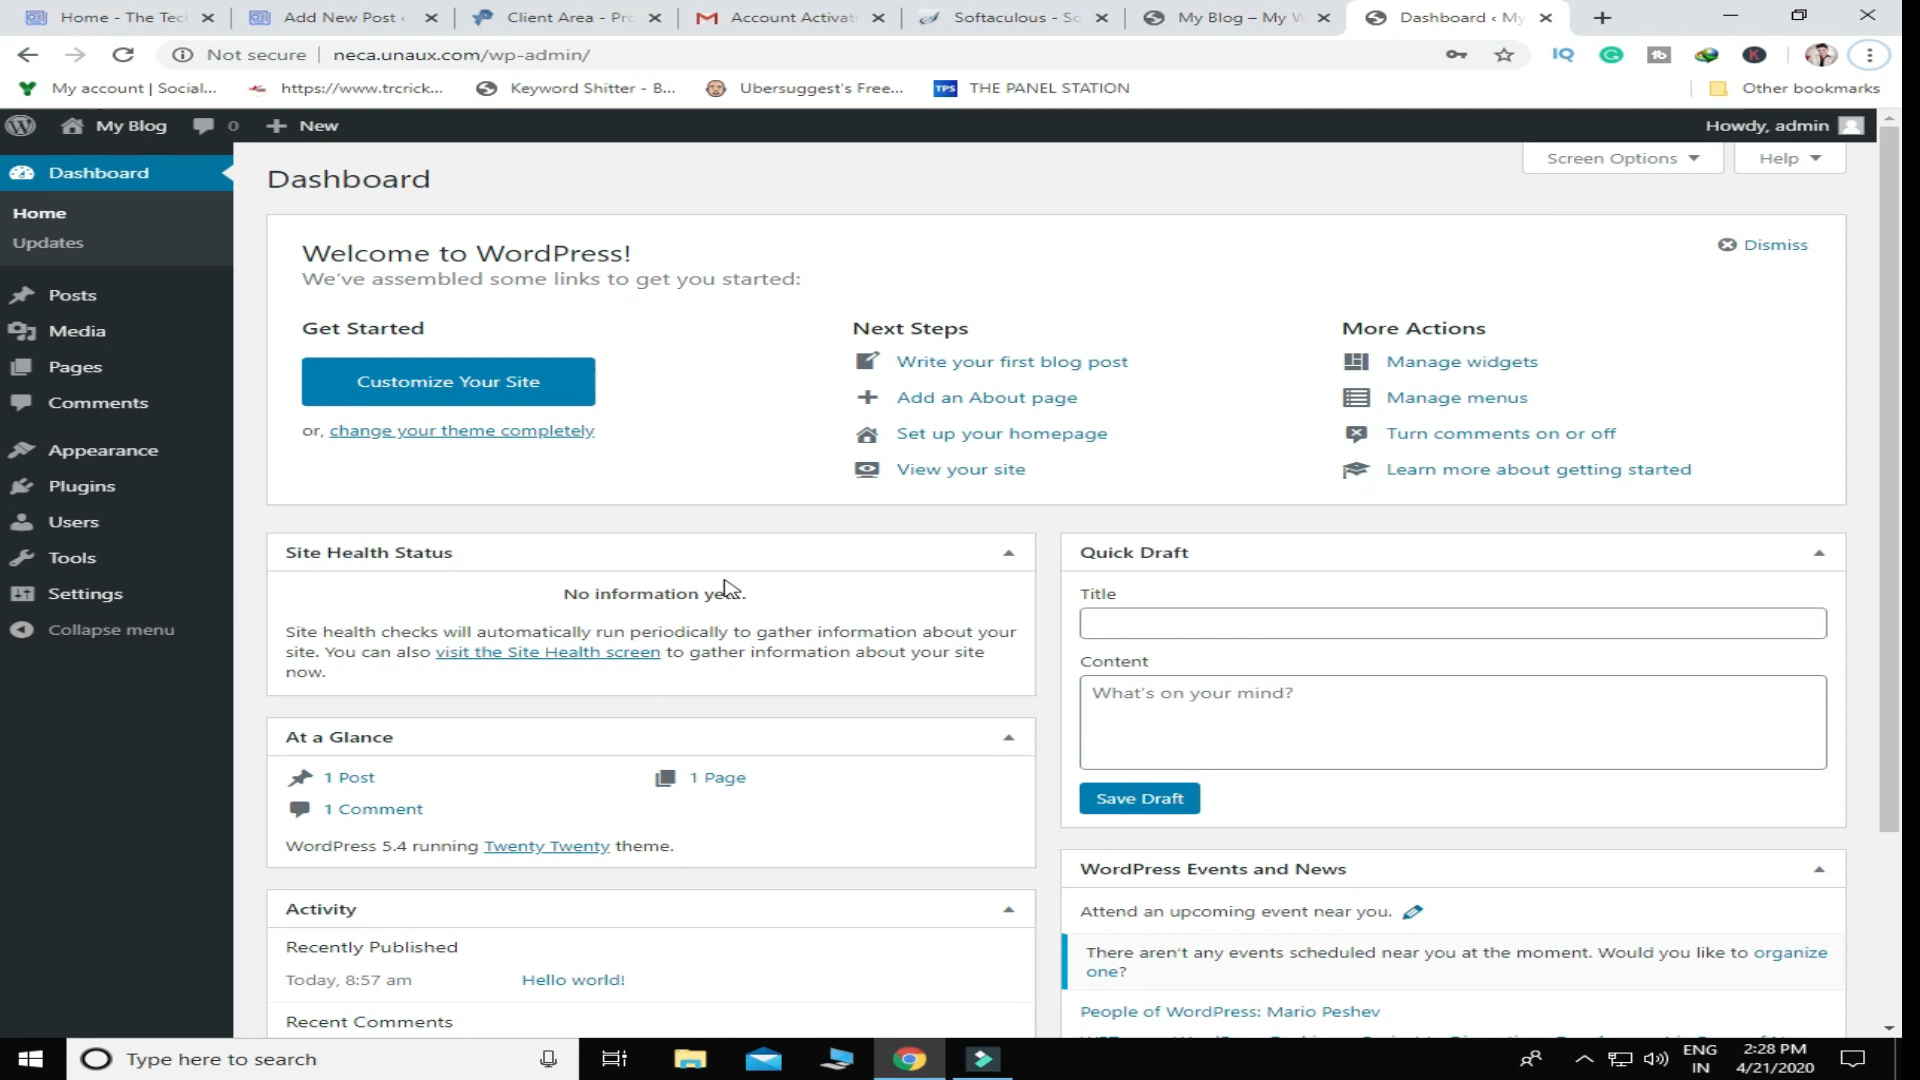 Home - The Tec
Add New Post ‹
Client Area - Pro
Account Activati
Softaculous - So
My Blog – My W
Dashboard ‹ My
Not secure
neca.unaux.com/wp-admin/
My account | Social...
https://www.trcrick...
Keyword Shitter - B...
Ubersuggest's Free...
TPS
THE PANEL STATION
Other bookmarks
My Blog
0
New
Howdy, admin
Dashboard
Home
Updates
Posts
Media
Pages
Comments
Appearance
Plugins
Users
Tools
Settings
Collapse menu
Screen Options
Help
Dashboard
Welcome to WordPress!
We've assembled some links to get you started:
Dismiss
Get Started
Customize Your Site
or, change your theme completely
Next Steps
Write your first blog post
Add an About page
Set up your homepage
View your site
More Actions
Manage widgets
Manage menus
Turn comments on or off
Learn more about getting started
Site Health Status
No information
Site health checks will automatically run periodically to gather information about your
site. You can also visit the Site Health screen to gather information about your site
now.
At a Glance
1 Post
1 Page
1 Comment
WordPress 5.4 running Twenty Twenty theme.
Activity
Recently Published
Today, 8:57 am
Hello world!
Recent Comments
Quick Draft
Title
Content
What's on your mind?
Save Draft
WordPress Events and News
Attend an upcoming event near you.
There aren't any events scheduled near you at the moment. Would you like to organize
one?
People of WordPress: Mario Peshev
Type here to search
ENG
IN
2:28 PM
4/21/2020